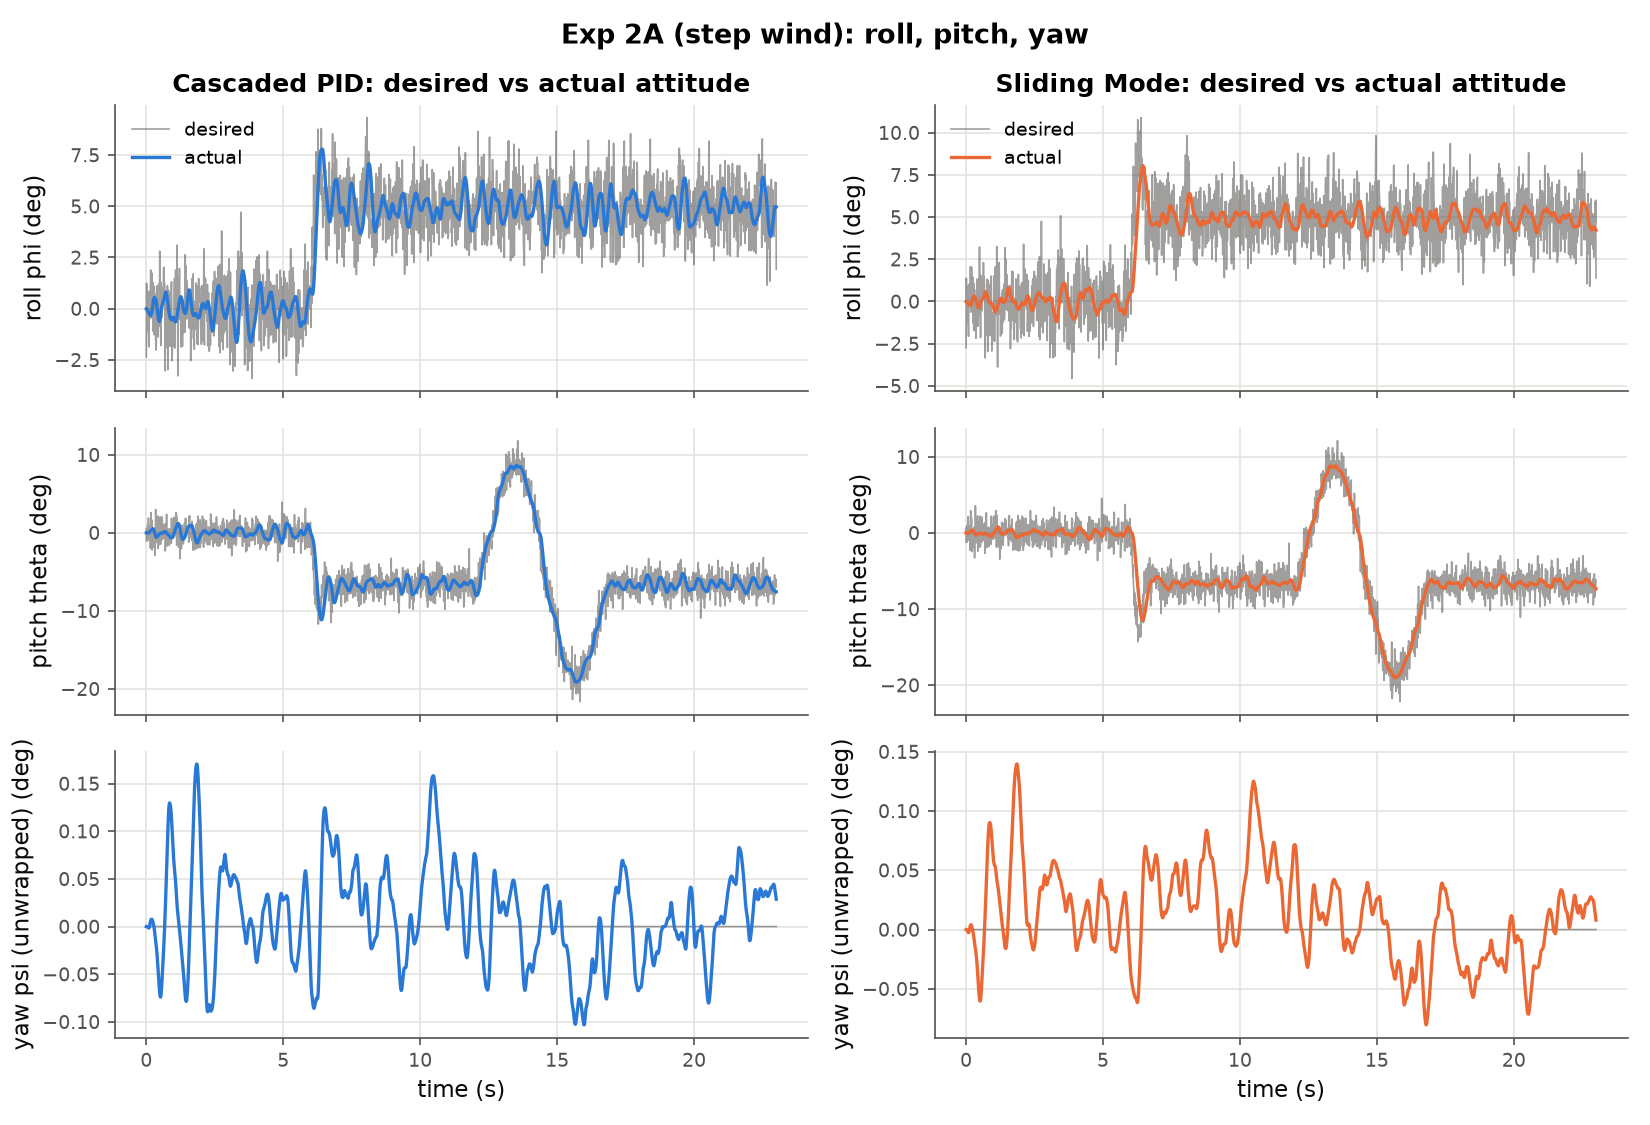 Exp 2A (step wind): roll, pitch, yaw
Cascaded PID: desired vs actual attitude
desired
actual
roll phi (deg)
7.5
5.0
2.5
0.0
−2.5
Sliding Mode: desired vs actual attitude
desired
actual
roll phi (deg)
10.0
7.5
5.0
2.5
0.0
−2.5
−5.0
pitch theta (deg)
10
0
−10
−20
pitch theta (deg)
10
0
−10
−20
yaw psi (unwrapped) (deg)
0.15
0.10
0.05
0.00
−0.05
−0.10
0 5 10 15 20
time (s)
yaw psi (unwrapped) (deg)
0.15
0.10
0.05
0.00
−0.05
0 5 10 15 20
time (s)